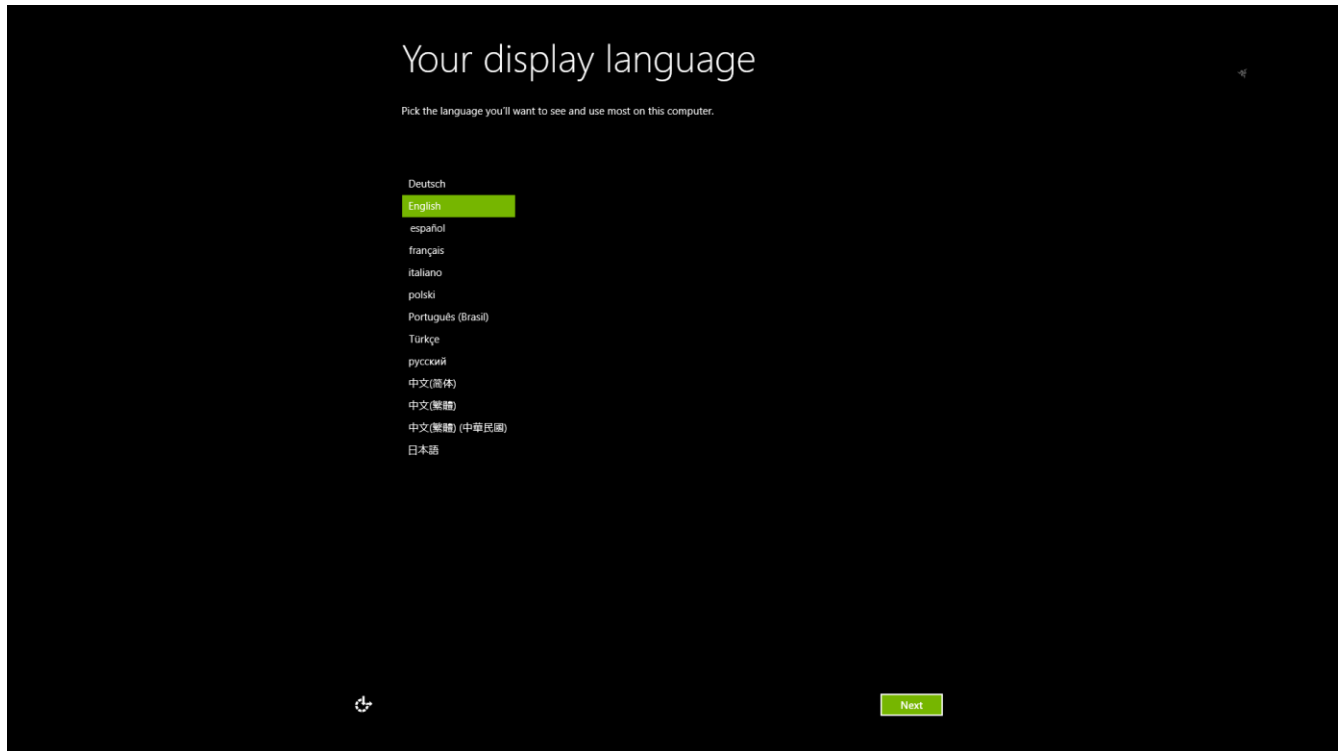 Your display language
Pick the language you'll want to see and use most on this computer.
Deutsch
English
español
français
italiano
polski
Português (Brasil)
Türkçe
русский
中文(简体)
中文(繁體)
中文(繁體) (中華民國)
日本語
Next